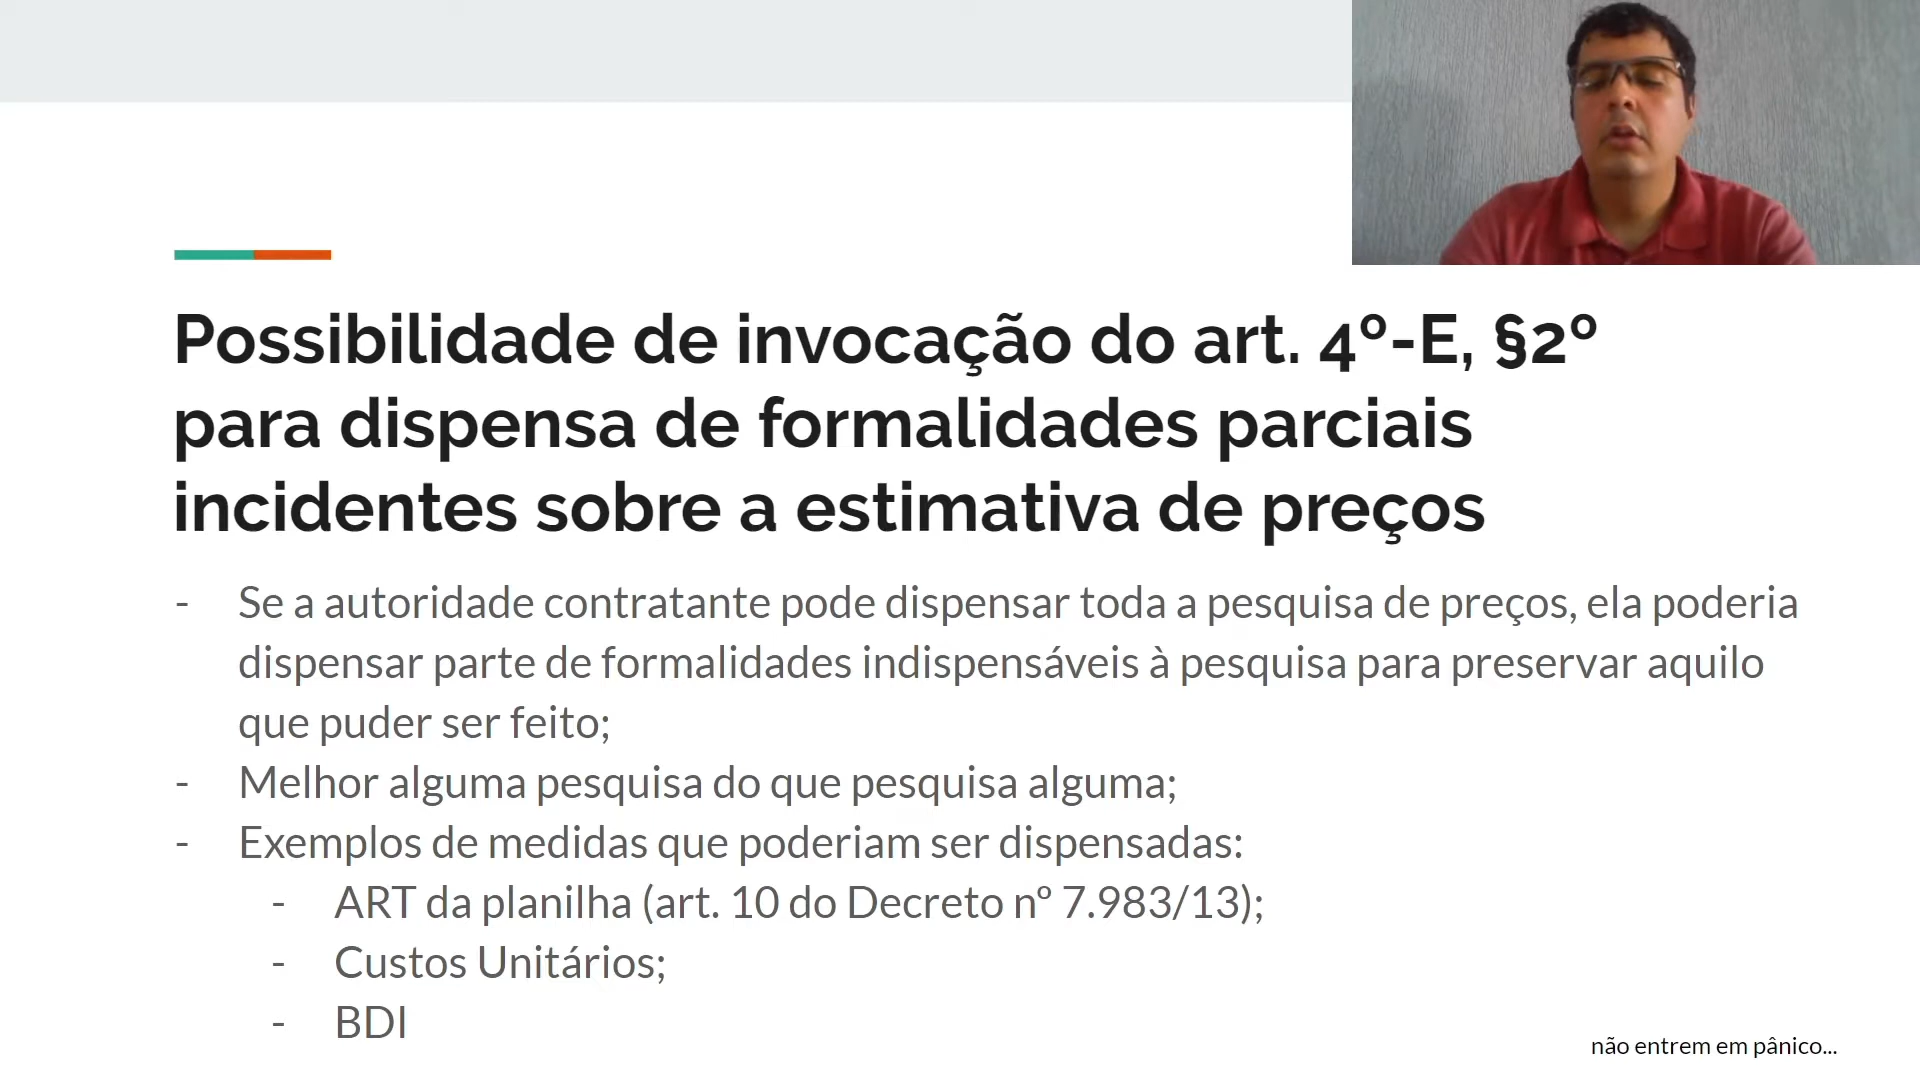 Possibilidade de invocação do art. 4º-E, §2º
para dispensa de formalidades parciais
incidentes sobre a estimativa de preços
- Se a autoridade contratante pode dispensar toda a pesquisa de preços, ela poderia
dispensar parte de formalidades indispensáveis à pesquisa para preservar aquilo
que puder ser feito;
- Melhor alguma pesquisa do que pesquisa alguma;
- Exemplos de medidas que poderiam ser dispensadas:
- ART da planilha (art. 10 do Decreto nº 7.983/13);
- Custos Unitários;
- BDI
não entrem em pânico...